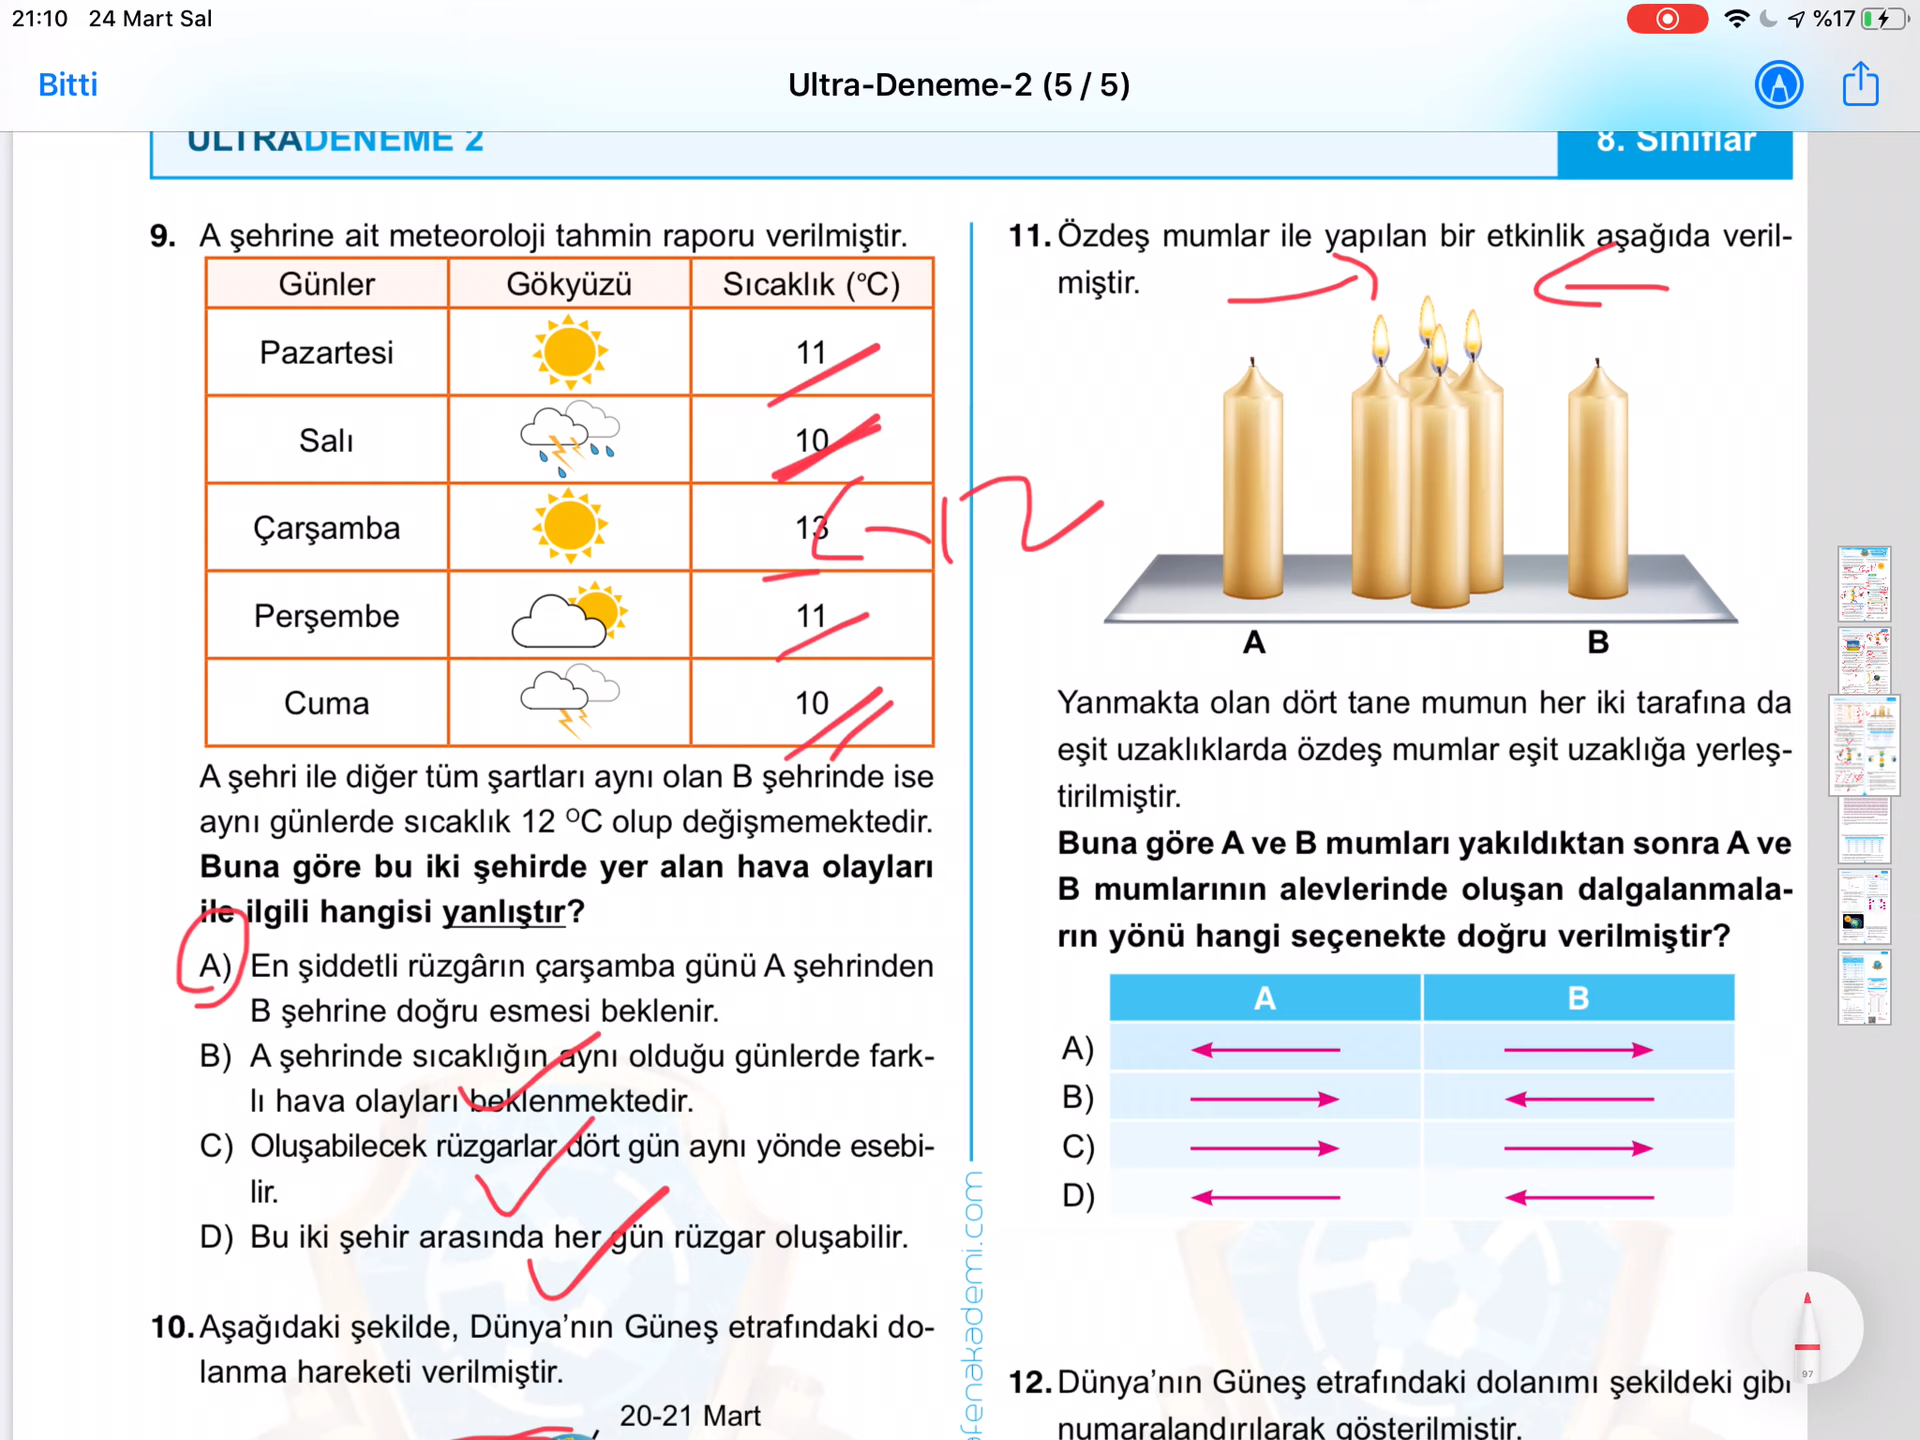 21:10 24 Mart Sal
%17
Bitti
Ultra-Deneme-2 (5 / 5)
ULTRADENEME 2
8. Sınıflar
9. A şehrine ait meteoroloji tahmin raporu verilmiştir.
Günler Gökyüzü Sıcaklık (°C)
Pazartesi 11
Salı 10
Çarşamba 13
Perşembe 11
Cuma 10
12
A şehri ile diğer tüm şartları aynı olan B şehrinde ise
aynı günlerde sıcaklık 12 °C olup değişmemektedir.
Buna göre bu iki şehirde yer alan hava olayları
ile ilgili hangisi yanlıştır?
A) En şiddetli rüzgârın çarşamba günü A şehrinden
B şehrine doğru esmesi beklenir.
B) A şehrinde sıcaklığın aynı olduğu günlerde fark-
lı hava olayları beklenmektedir.
C) Oluşabilecek rüzgarlar dört gün aynı yönde esebi-
lir.
D) Bu iki şehir arasında her gün rüzgar oluşabilir.
10. Aşağıdaki şekilde, Dünya’nın Güneş etrafındaki do-
lanma hareketi verilmiştir.
20-21 Mart
fenakademi.com
11. Özdeş mumlar ile yapılan bir etkinlik aşağıda veril-
miştir.
A B
Yanmakta olan dört tane mumun her iki tarafına da
eşit uzaklıklarda özdeş mumlar eşit uzaklığa yerleş-
tirilmiştir.
Buna göre A ve B mumları yakıldıktan sonra A ve
B mumlarının alevlerinde oluşan dalgalanmala-
rın yönü hangi seçenekte doğru verilmiştir?
A B
A)
B)
C)
D)
12. Dünya’nın Güneş etrafındaki dolanımı şekildeki gibi
numaralandırılarak gösterilmiştir.
97